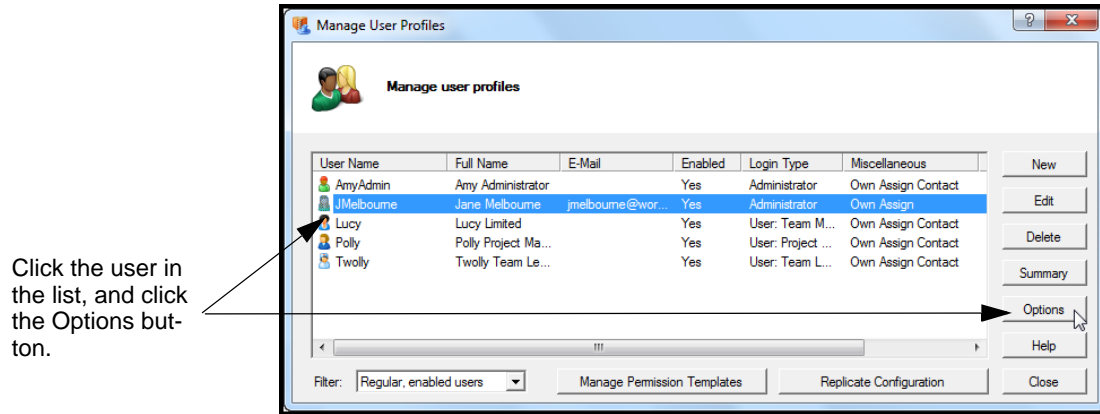 Manage User Profiles
?
X
Manage user profiles
User Name Full Name E-Mail Enabled Login Type Miscellaneous
AmyAdmin Amy Administrator Yes Administrator Own Assign Contact
JMelbourne Jane Melbourne jmelbourne@wor... Yes Administrator Own Assign
Lucy Lucy Limited Yes User: Team M... Own Assign Contact
Polly Polly Project Ma... Yes User: Project ... Own Assign Contact
Twolly Twolly Team Le... Yes User: Team L... Own Assign Contact
New
Edit
Delete
Summary
Options
Help
Close
Filter: Regular, enabled users
Manage Permission Templates
Replicate Configuration
Click the user in
the list, and click
the Options but-
ton.